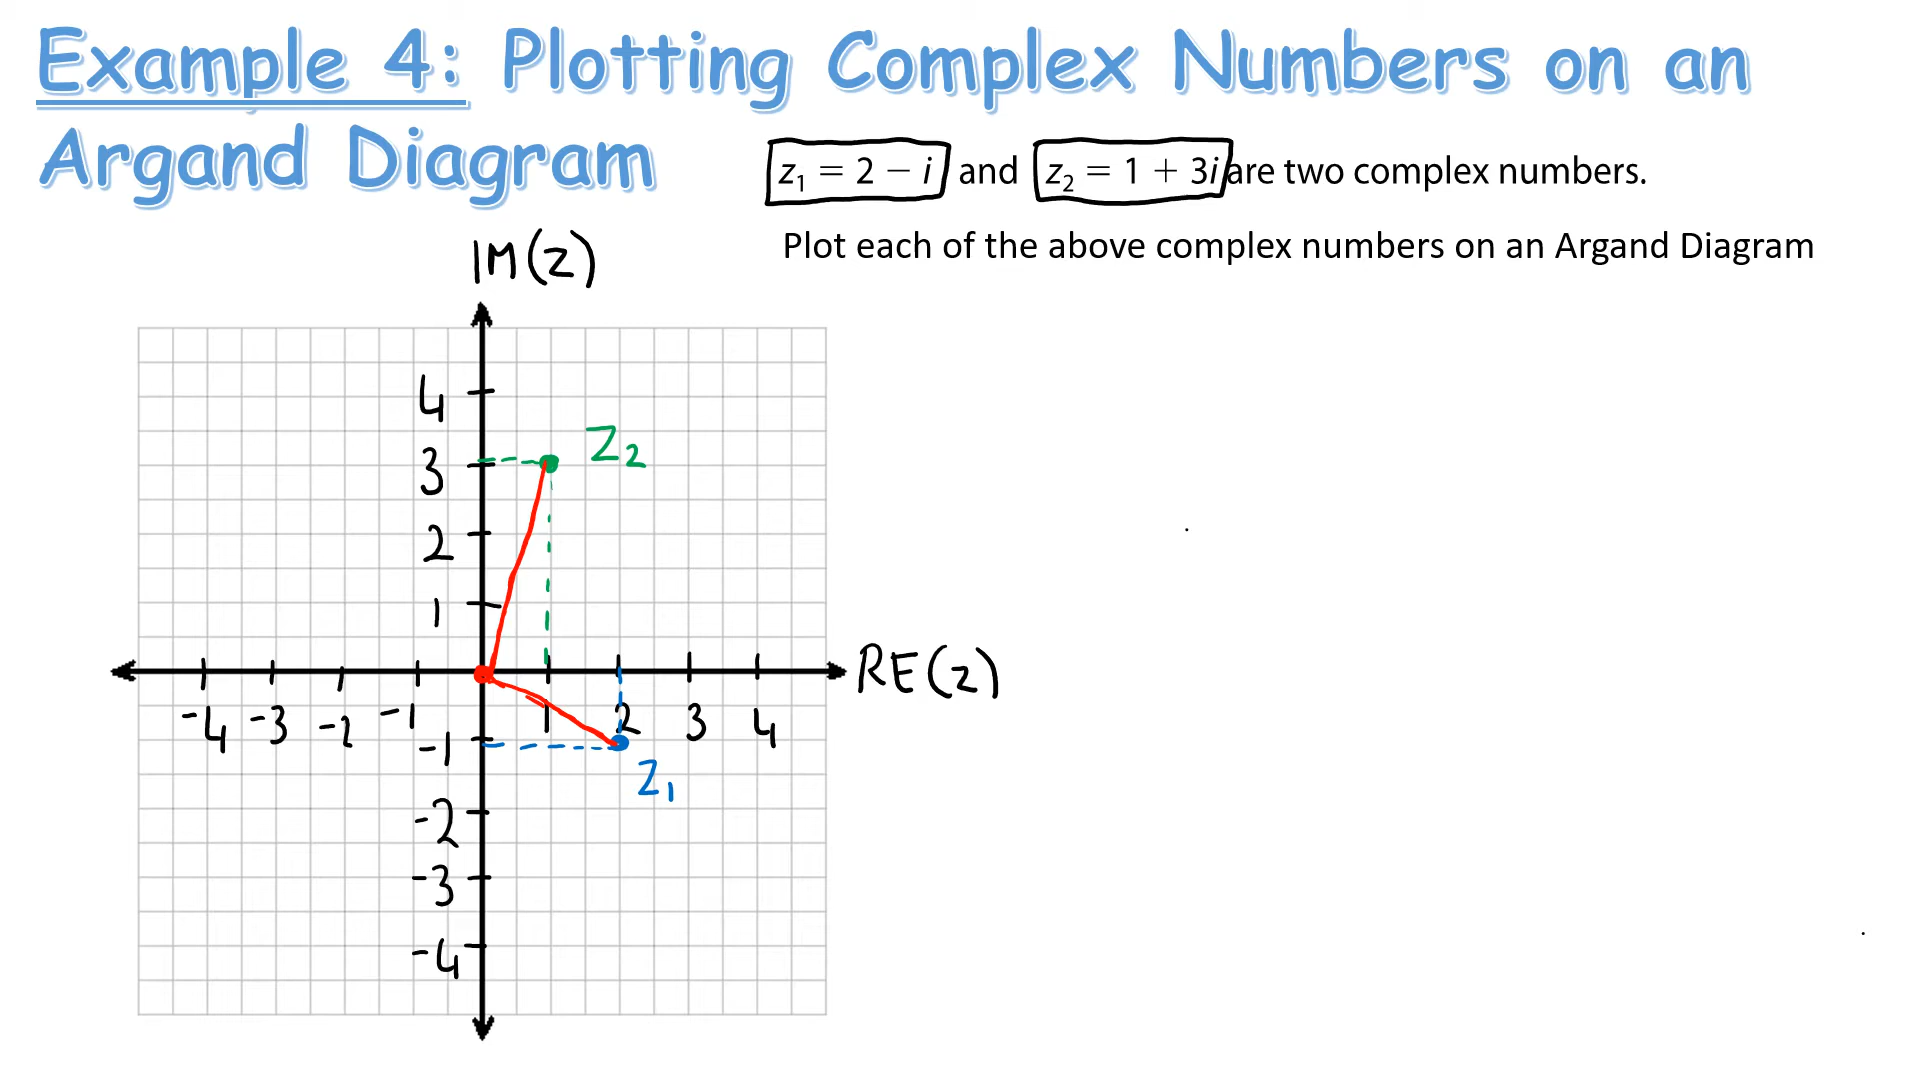 Example 4: Plotting Complex Numbers on an
Argand Diagram
z₁ = 2 − i and z₂ = 1 + 3i are two complex numbers.
Plot each of the above complex numbers on an Argand Diagram
IM(z)
4
Z₂
3
2
1
RE(z)
-4 -3 -2 -1 1 2 3 4
-1
Z₁
-2
-3
-4